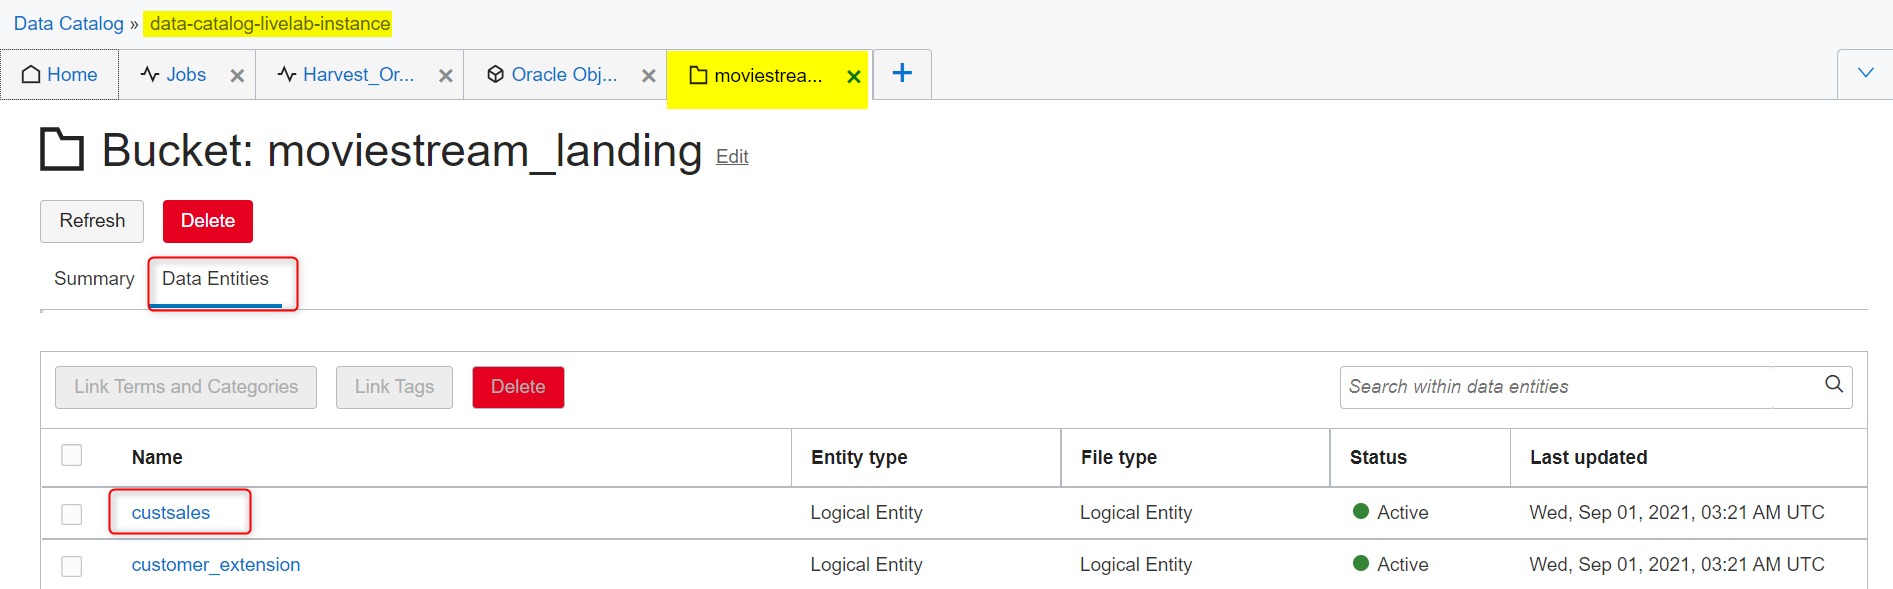 Data Catalog » data-catalog-livelab-instance
Home Jobs Harvest_Or... Oracle Obj... moviestrea...
Bucket: moviestream_landing Edit
Refresh Delete
Summary Data Entities
Link Terms and Categories Link Tags Delete Search within data entities
Name Entity type File type Status Last updated
custsales Logical Entity Logical Entity Active Wed, Sep 01, 2021, 03:21 AM UTC
customer_extension Logical Entity Logical Entity Active Wed, Sep 01, 2021, 03:21 AM UTC